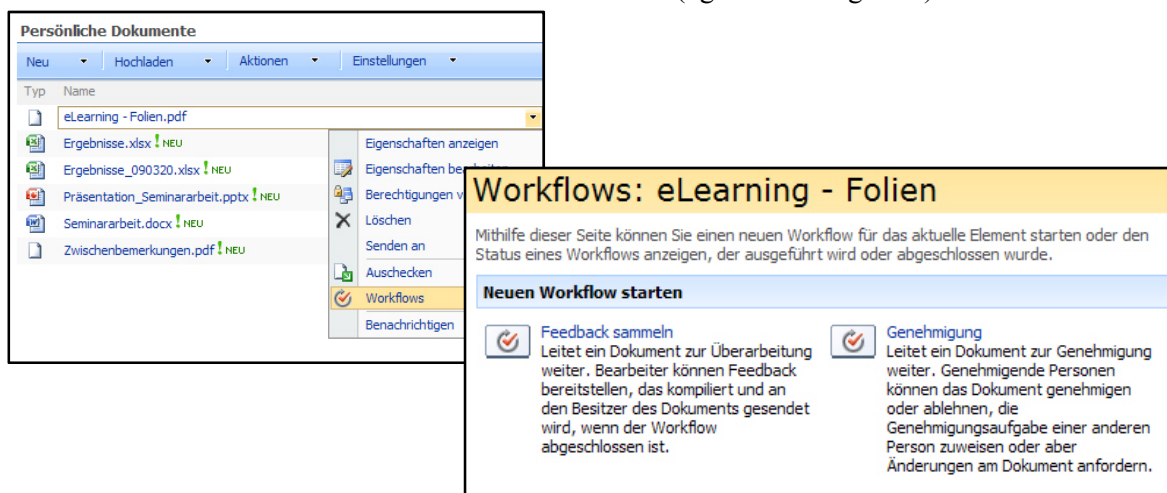 Persönliche Dokumente
Neu Hochladen Aktionen Einstellungen
Typ Name
eLearning - Folien.pdf
Ergebnisse.xlsx ! NEU
Ergebnisse_090320.xlsx ! NEU
Präsentation_Seminararbeit.pptx ! NEU
Seminararbeit.docx ! NEU
Zwischenbemerkungen.pdf ! NEU
Eigenschaften anzeigen
Eigenschaften
Berechtigungen v
Löschen
Senden an
Auschecken
Workflows
Benachrichtigen
Workflows: eLearning - Folien
Mithilfe dieser Seite können Sie einen neuen Workflow für das aktuelle Element starten oder den
Status eines Workflows anzeigen, der ausgeführt wird oder abgeschlossen wurde.
Neuen Workflow starten
Feedback sammeln
Leitet ein Dokument zur Überarbeitung
weiter. Bearbeiter können Feedback
bereitstellen, das kompiliert und an
den Besitzer des Dokuments gesendet
wird, wenn der Workflow
abgeschlossen ist.
Genehmigung
Leitet ein Dokument zur Genehmigung
weiter. Genehmigende Personen
können das Dokument genehmigen
oder ablehnen, die
Genehmigungsaufgabe einer anderen
Person zuweisen oder aber
Änderungen am Dokument anfordern.